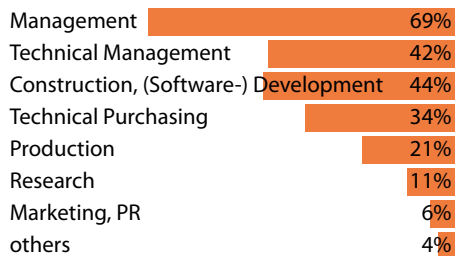 Management 69%
Technical Management 42%
Construction, (Software-) Development 44%
Technical Purchasing 34%
Production 21%
Research 11%
Marketing, PR 6%
others 4%